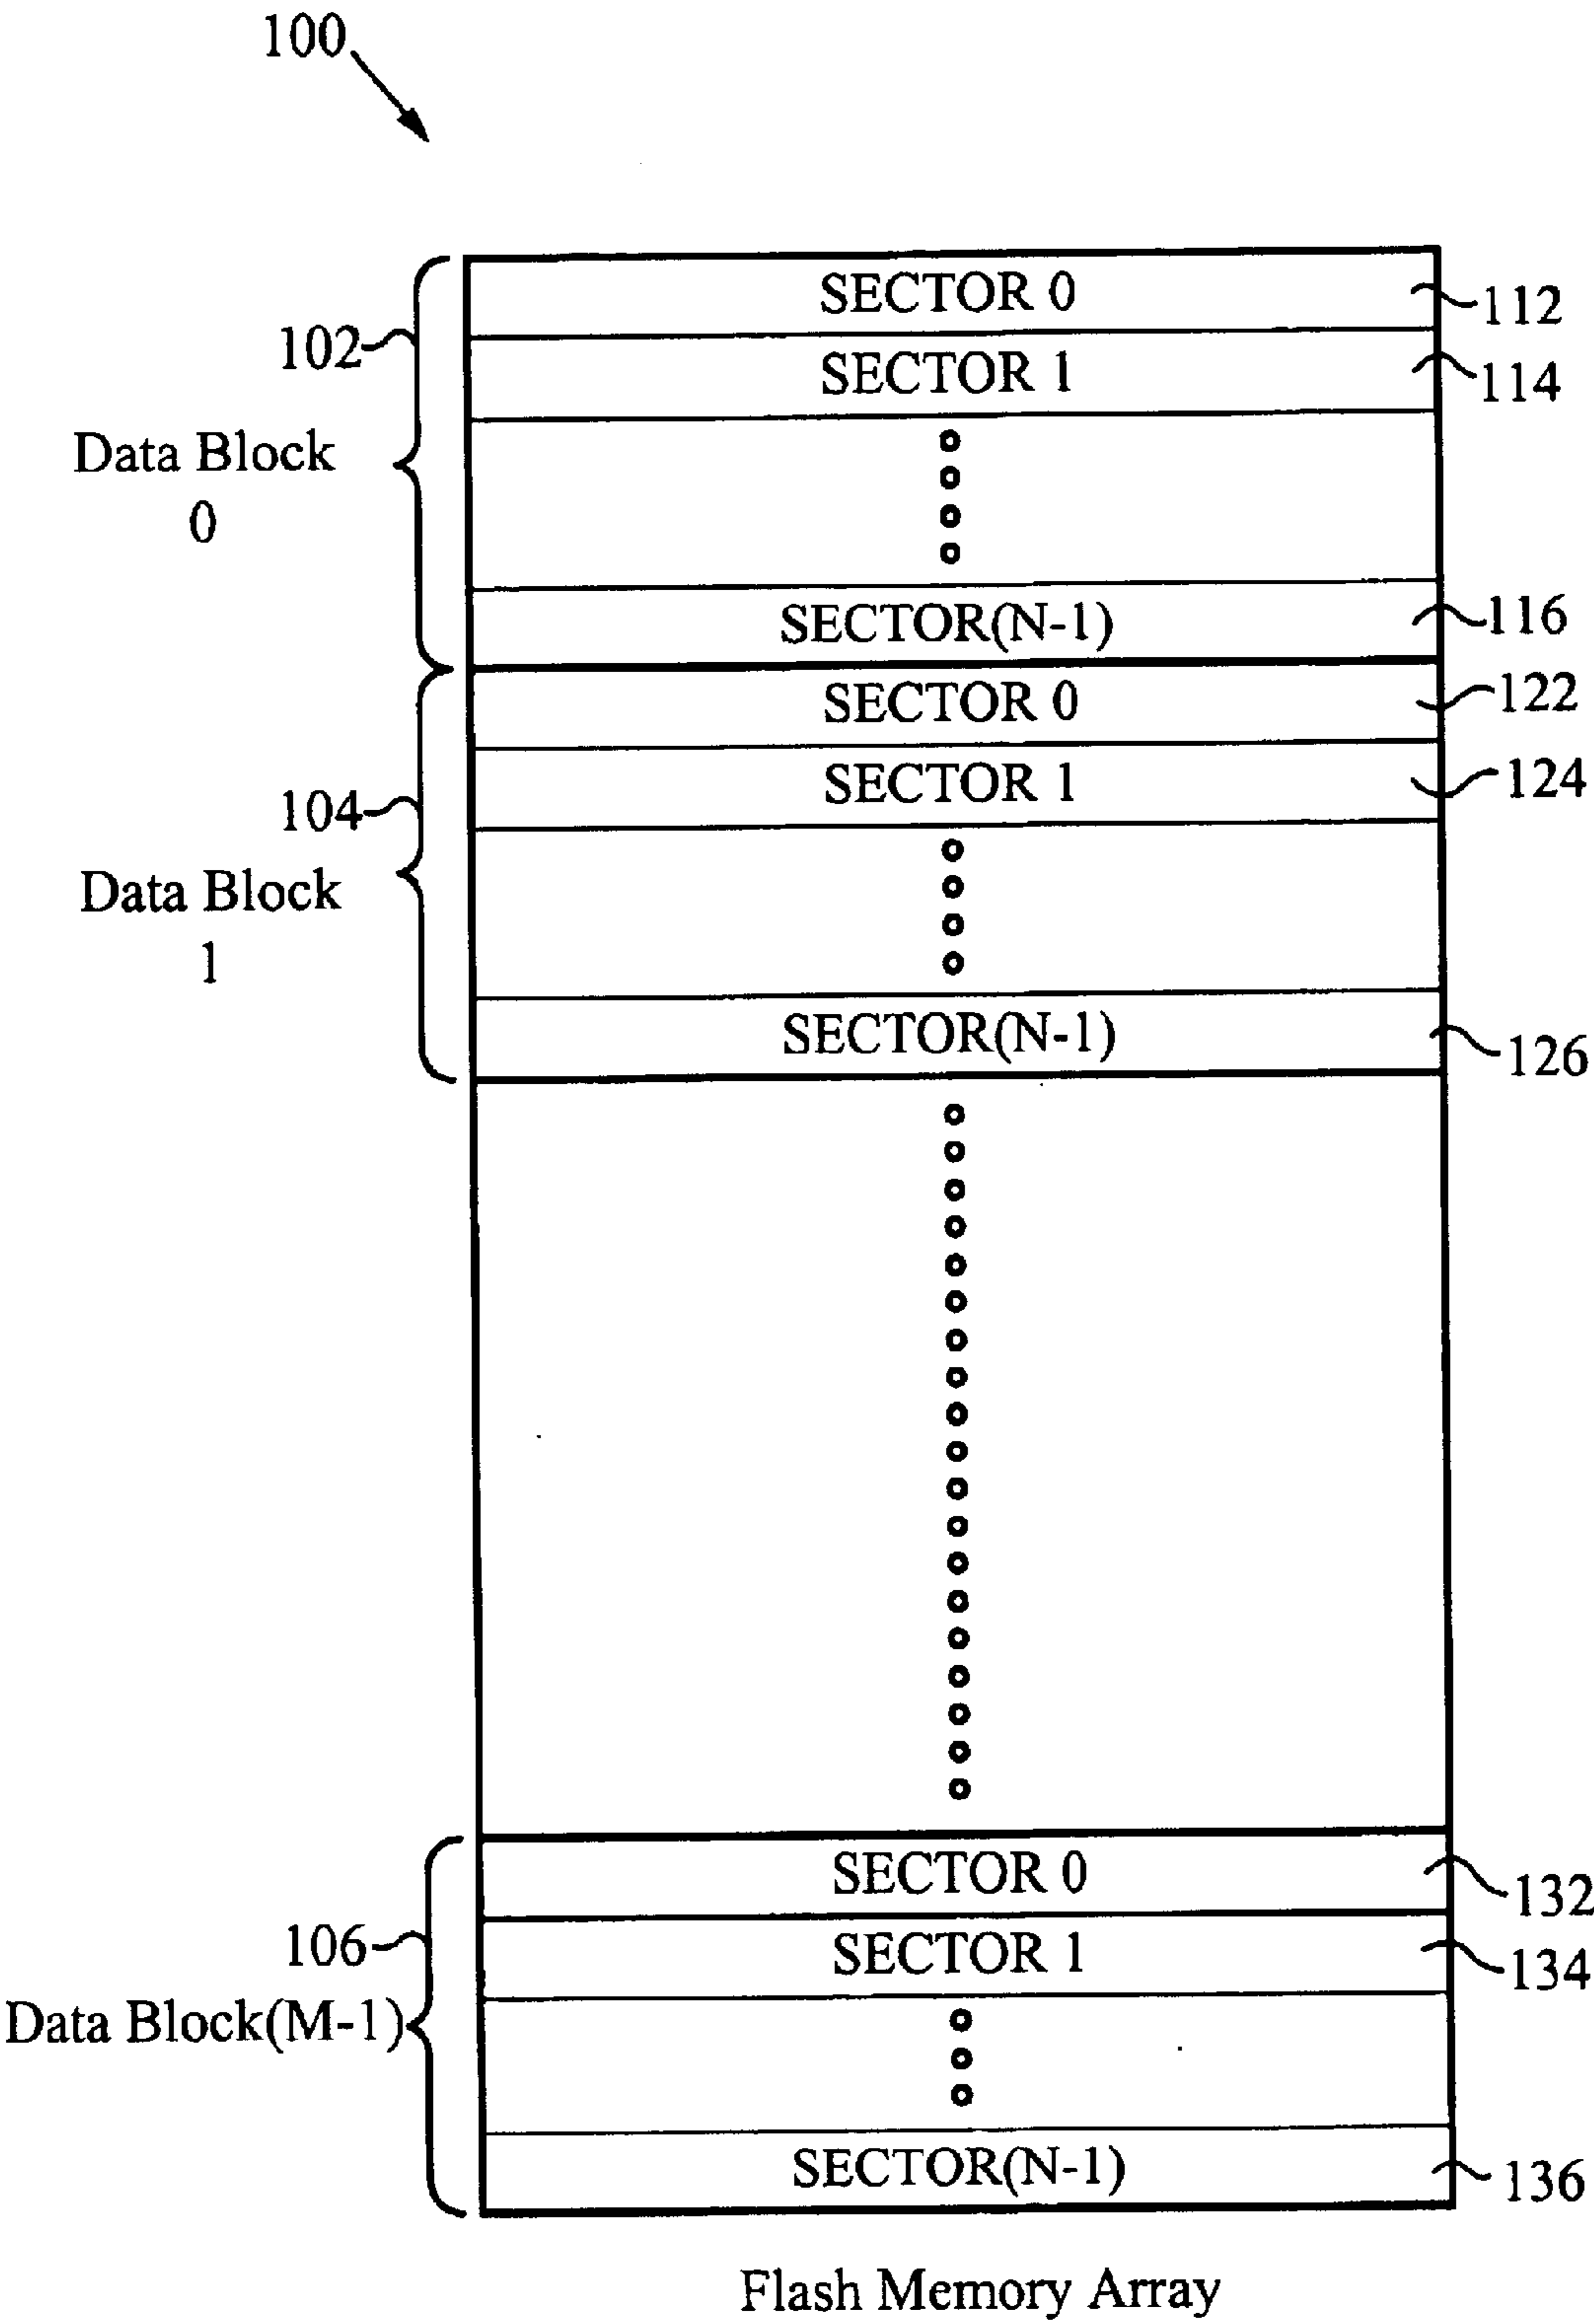 100
SECTOR 0
112
102
SECTOR 1
114
Data Block
0
SECTOR(N-1)
116
SECTOR 0
122
104
SECTOR 1
124
Data Block
1
SECTOR(N-1)
126
SECTOR 0
132
106
SECTOR 1
134
Data Block(M-1)
SECTOR(N-1)
136
Flash Memory Array